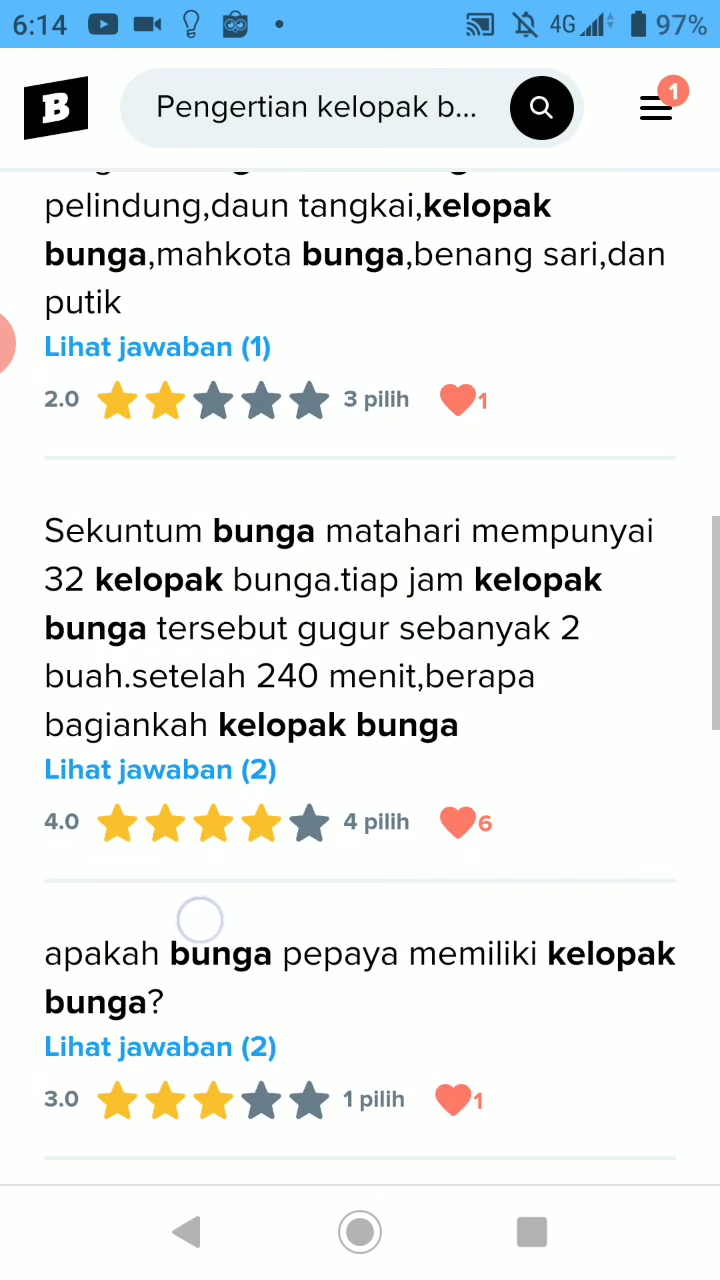 6:14 4G 97%
B Pengertian kelopak b... 1
pelindung,daun tangkai,kelopak
bunga,mahkota bunga,benang sari,dan
putik
Lihat jawaban (1)
2.0 3 pilih 1
Sekuntum bunga matahari mempunyai
32 kelopak bunga.tiap jam kelopak
bunga tersebut gugur sebanyak 2
buah.setelah 240 menit,berapa
bagiankah kelopak bunga
Lihat jawaban (2)
4.0 4 pilih 6
apakah bunga pepaya memiliki kelopak
bunga?
Lihat jawaban (2)
3.0 1 pilih 1